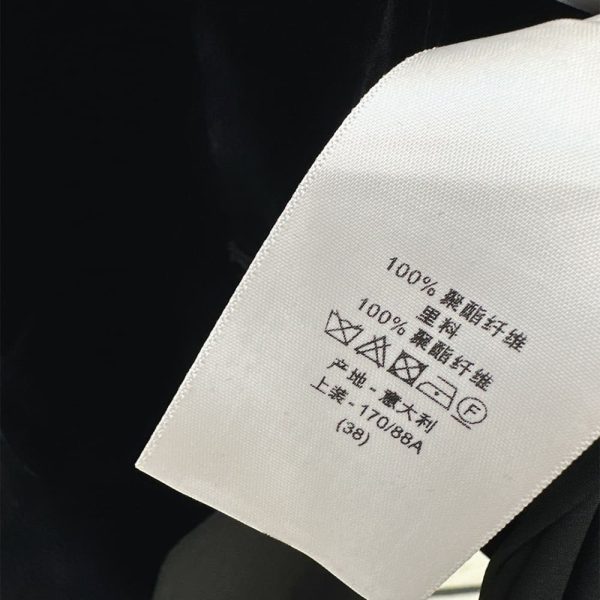 100% 聚酯纤维
里料
100% 聚酯纤维
F
产地 - 意大利
上装 - 170/88A
(38)